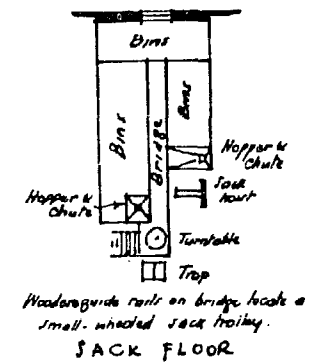 Bins
Bins
Bins
Bridge
Hopper &
Chute
Sack
hoist
Hopper &
Chute
Turntable
Trap
Wooden guide rails on bridge locate a
small-wheeled sack trolley.
SACK FLOOR